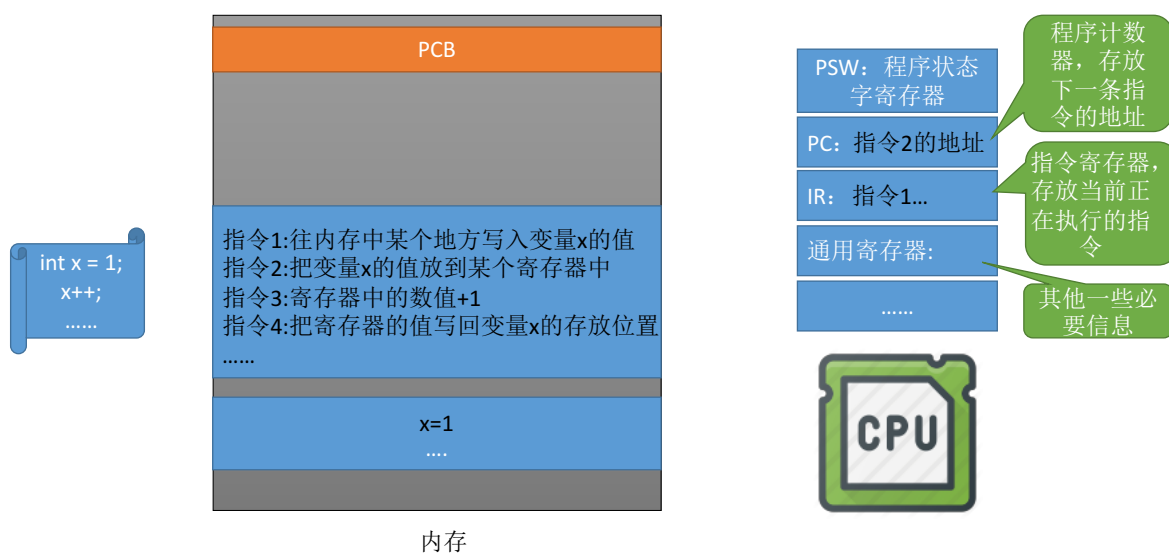 int x = 1;
x++;
……
PCB
指令1:往内存中某个地方写入变量x的值
指令2:把变量x的值放到某个寄存器中
指令3:寄存器中的数值+1
指令4:把寄存器的值写回变量x的存放位置
……
x=1
….
内存
PSW：程序状态
字寄存器
PC：指令2的地址
IR：指令1…
通用寄存器:
……
程序计数
器，存放
下一条指
令的地址
指令寄存器，
存放当前正
在执行的指
令
其他一些必
要信息
CPU